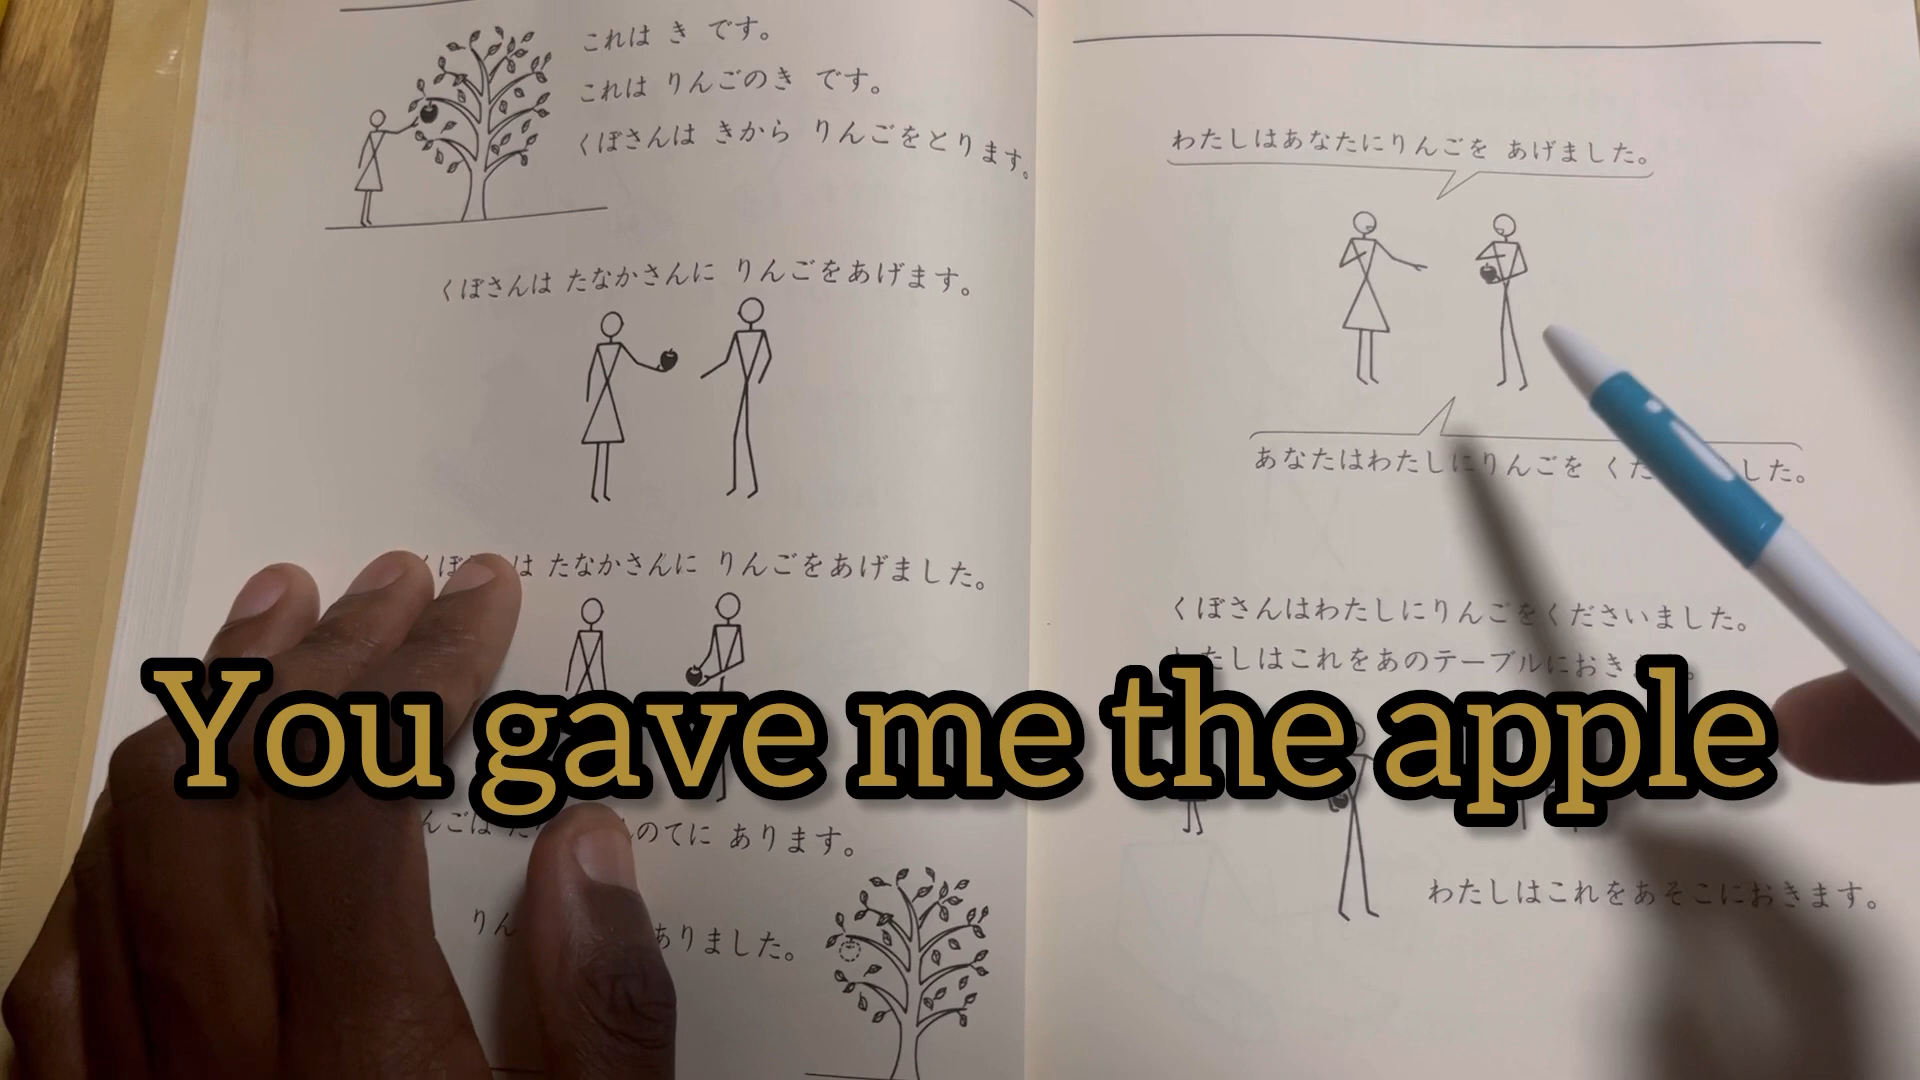 これは き です。
これは りんごのき です。
くぼさんは きから りんごをとります。
くぼさんは たなかさんに りんごをあげます。
は たなかさんに りんごをあげました。
のてに あります。
りん ありました。
わたしはあなたにりんごを あげました。
あなたはわたしにりんごを くだ した。
くぼさんはわたしにりんごをくださいました。
たしはこれをあのテーブルにおき
わたしはこれをあそこにおきます。
You gave me the apple